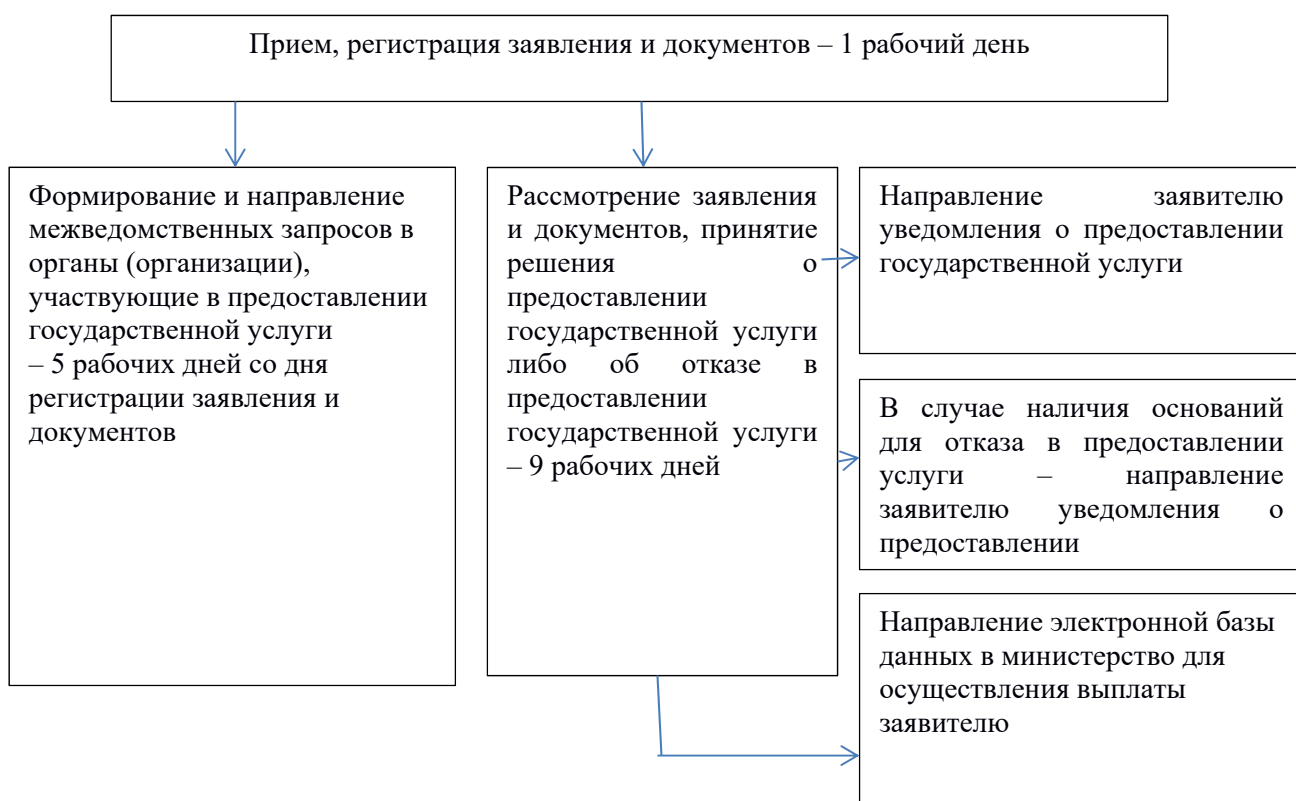 Прием, регистрация заявления и документов – 1 рабочий день
Формирование и направление
межведомственных запросов в
органы (организации),
участвующие в предоставлении
государственной услуги
– 5 рабочих дней со дня
регистрации заявления и
документов
Рассмотрение заявления
и документов, принятие
решения о
предоставлении
государственной услуги
либо об отказе в
предоставлении
государственной услуги
– 9 рабочих дней
Направление заявителю
уведомления о предоставлении
государственной услуги
В случае наличия оснований
для отказа в предоставлении
услуги – направление
заявителю уведомления о
предоставлении
Направление электронной базы
данных в министерство для
осуществления выплаты
заявителю